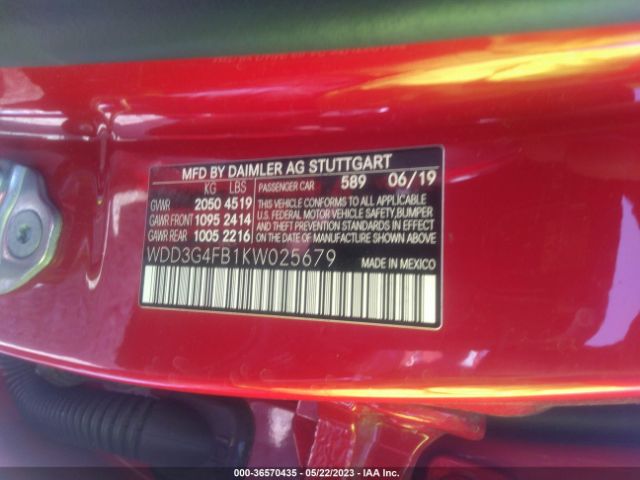 MFD BY DAIMLER AG STUTTGART
KG LBS PASSENGER CAR 589 06/19
GVWR 2050 4519
GAWR FRONT 1095 2414
GAWR REAR 1005 2216
THIS VEHICLE CONFORMS TO ALL APPLICABLE
U.S. FEDERAL MOTOR VEHICLE SAFETY, BUMPER,
AND THEFT PREVENTION STANDARDS IN EFFECT
ON THE DATE OF MANUFACTURE SHOWN ABOVE.
WDD3G4FB1KW025679 MADE IN MEXICO
000-36570435 - 05/22/2023 - IAA Inc.